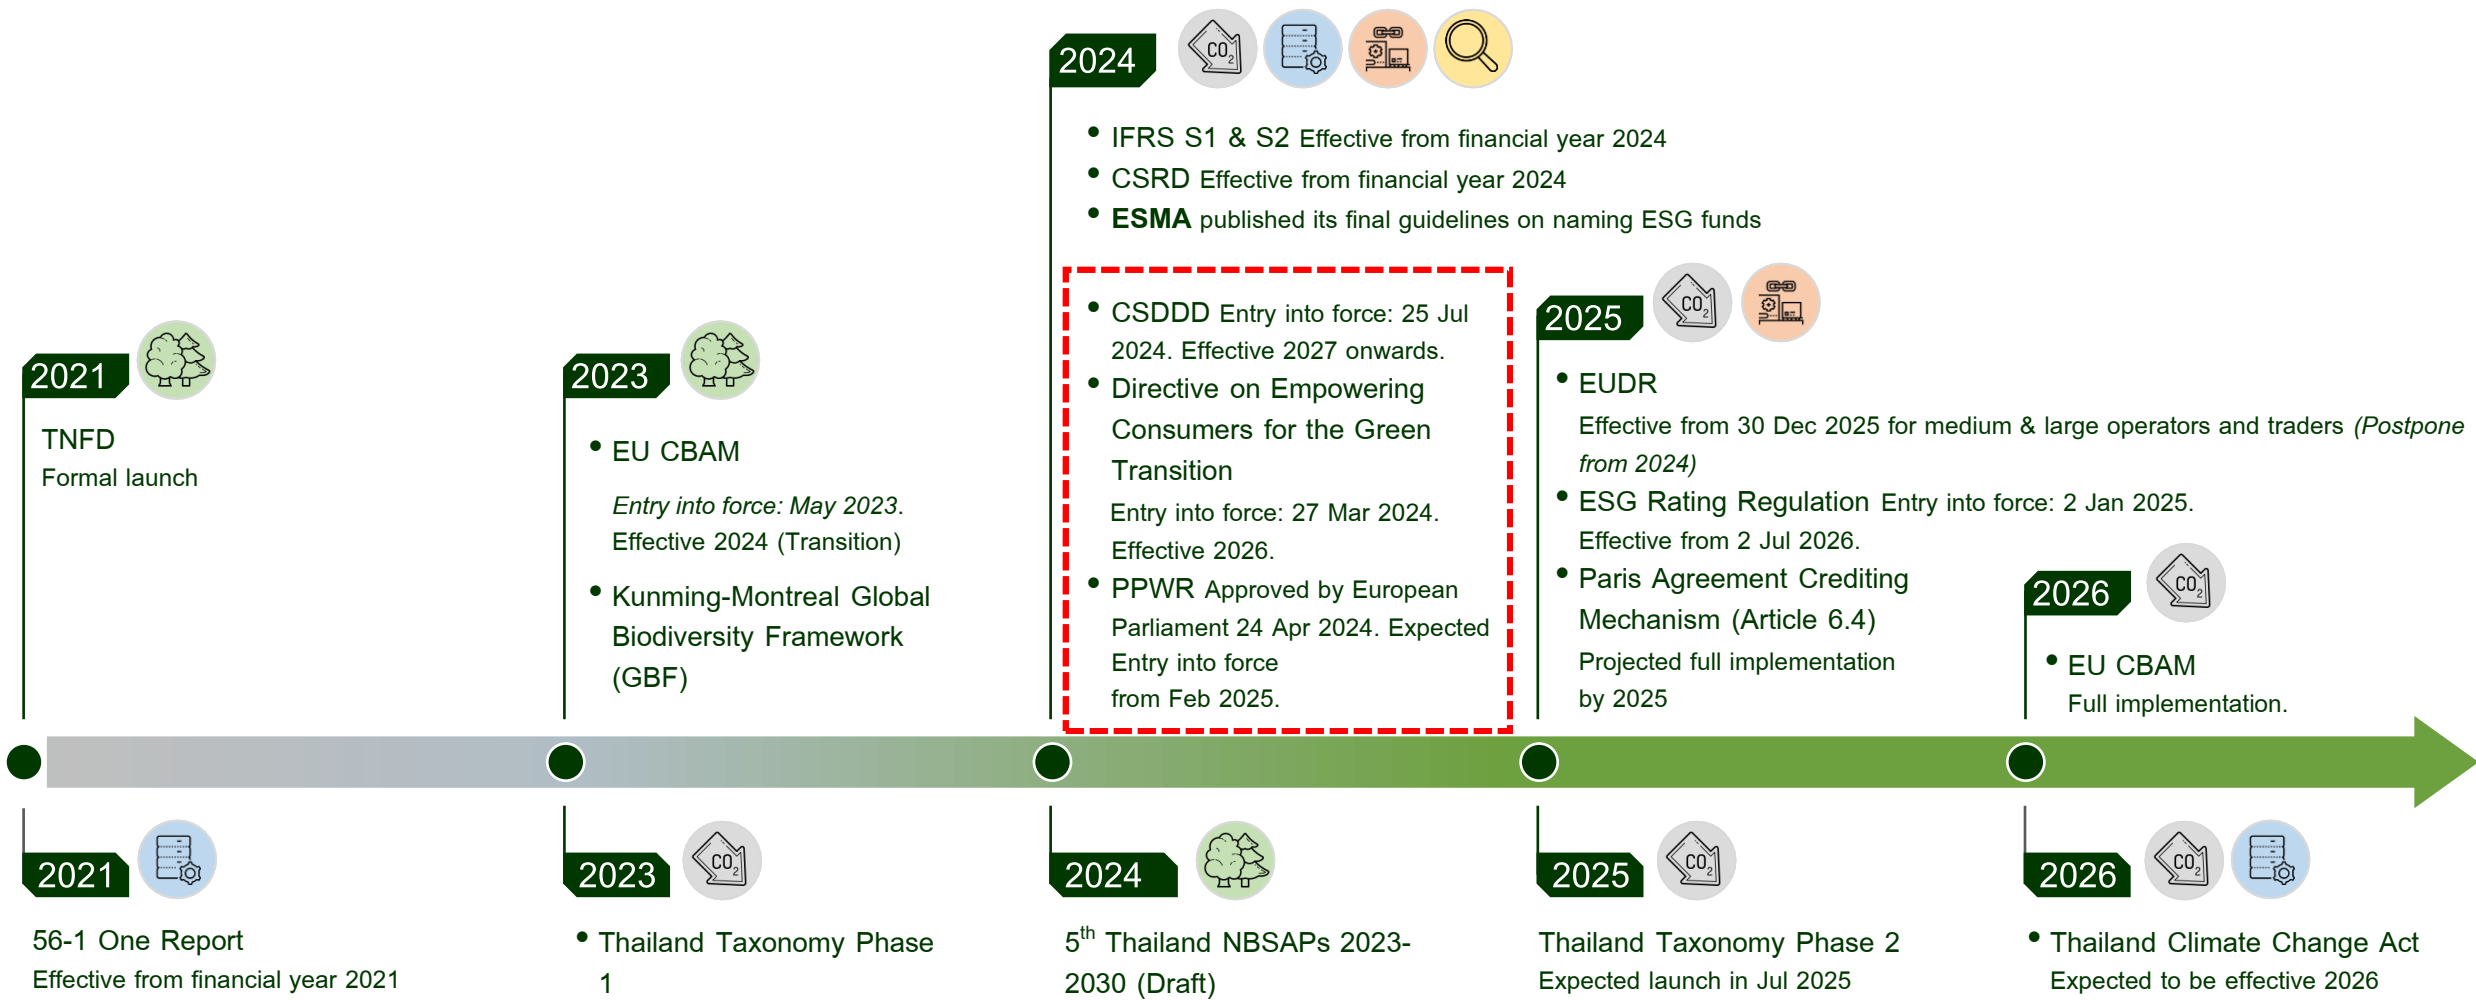 2024
CO2
IFRS S1 & S2 Effective from financial year 2024
CSRD Effective from financial year 2024
ESMA published its final guidelines on naming ESG funds
CSDDD Entry into force: 25 Jul
2024. Effective 2027 onwards.
Directive on Empowering
Consumers for the Green
Transition
Entry into force: 27 Mar 2024.
Effective 2026.
PPWR Approved by European
Parliament 24 Apr 2024. Expected
Entry into force
from Feb 2025.
2021
TNFD
Formal launch
2023
EU CBAM
Entry into force: May 2023.
Effective 2024 (Transition)
Kunming-Montreal Global
Biodiversity Framework
(GBF)
2025
CO2
EUDR
Effective from 30 Dec 2025 for medium & large operators and traders (Postpone
from 2024)
ESG Rating Regulation Entry into force: 2 Jan 2025.
Effective from 2 Jul 2026.
Paris Agreement Crediting
Mechanism (Article 6.4)
Projected full implementation
by 2025
2026
CO2
EU CBAM
Full implementation.
2021
56-1 One Report
Effective from financial year 2021
2023
CO2
Thailand Taxonomy Phase
1
2024
5th Thailand NBSAPs 2023-
2030 (Draft)
2025
CO2
Thailand Taxonomy Phase 2
Expected launch in Jul 2025
2026
CO2
Thailand Climate Change Act
Expected to be effective 2026